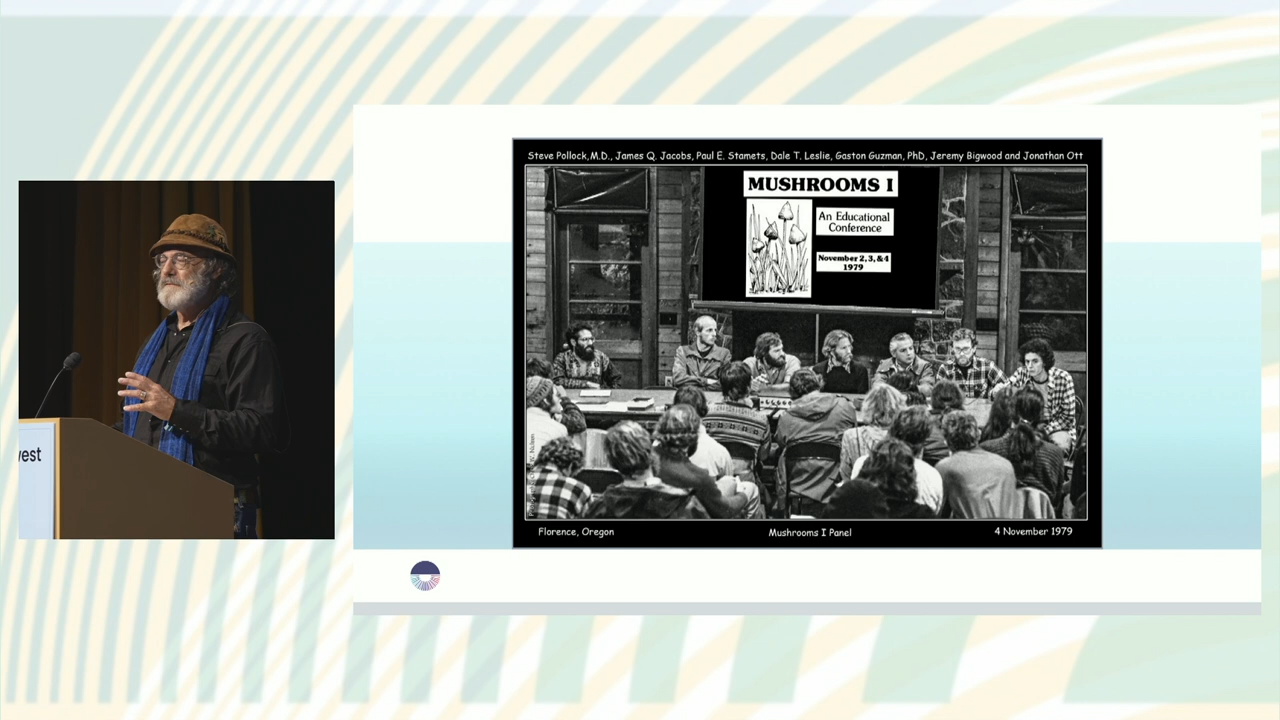 vest
Steve Pollock,M.D., James Q. Jacobs, Paul E. Stamets, Dale T. Leslie, Gaston Guzman, PhD, Jeremy Bigwood and Jonathan Ott
MUSHROOMS I
An Educational
Conference
November 2, 3, & 4
1979
Florence, Oregon
Mushrooms I Panel
4 November 1979